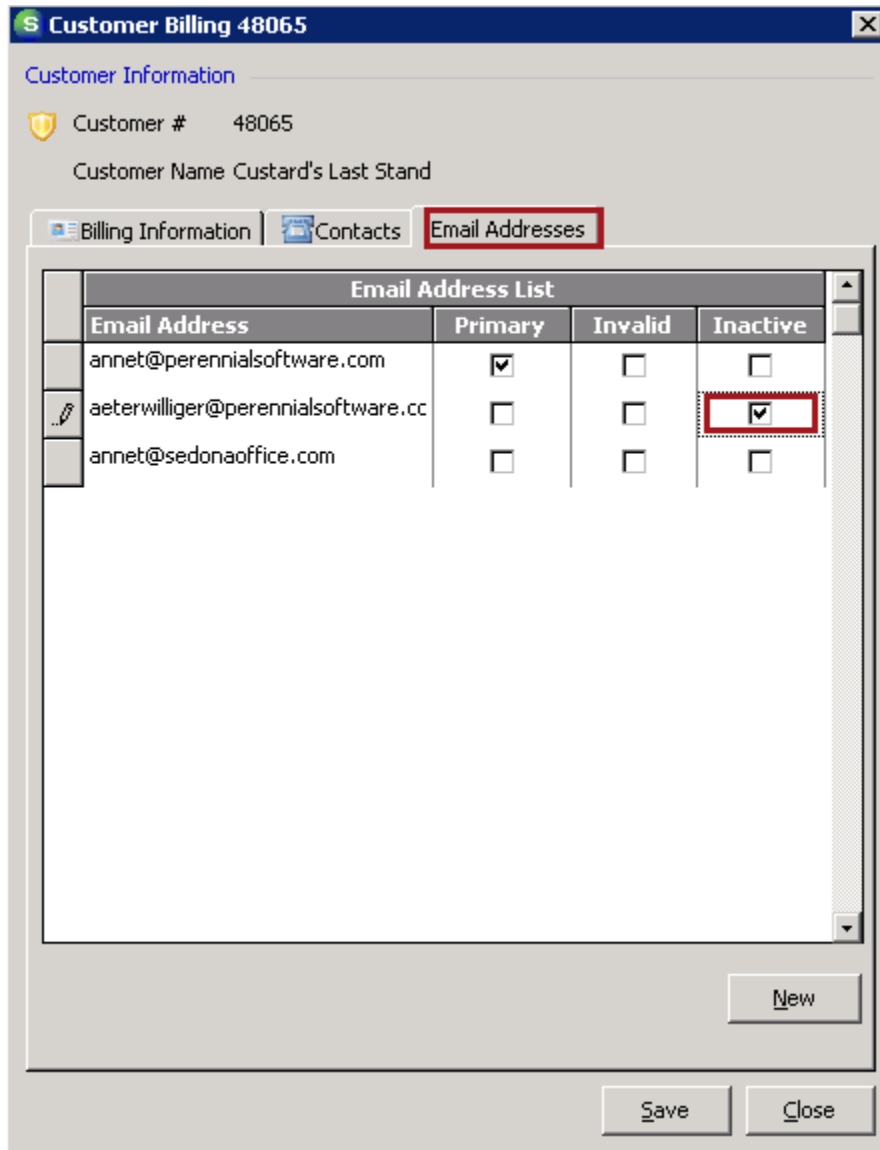 S Customer Billing 48065
Customer Information
Customer # 48065
Customer Name Custard's Last Stand
Billing Information Contacts Email Addresses
Email Address List
Email Address Primary Invalid Inactive
annet@perennialsoftware.com
aeterwilliger@perennialsoftware.cc
annet@sedonaoffice.com
New
Save Close